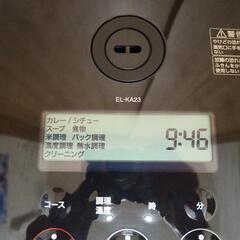 警告
EL-KA23
カレー/シチュー
スープ 煮物
米調理 パック調理
温度調理 無水調理
クリーニング
9:46
コース
調理
温度
時
分